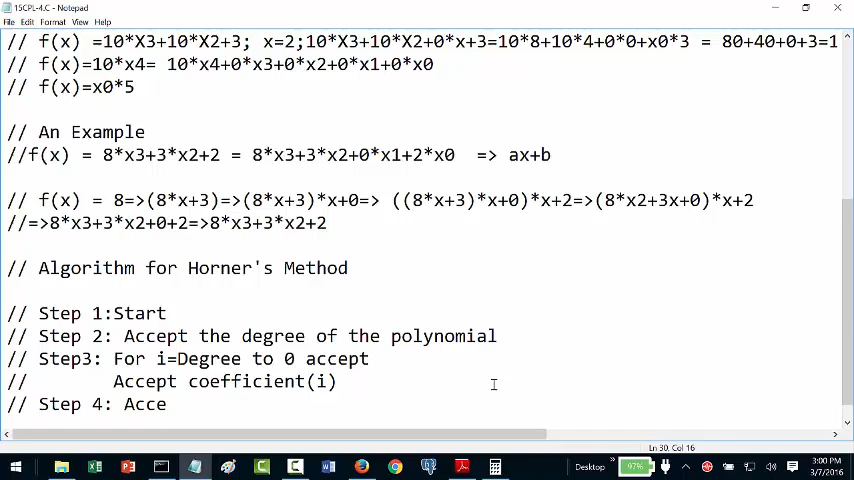 15CPL-4.C - Notepad
File Edit Format View Help
// f(x) =10*X3+10*X2+3; x=2;10*X3+10*X2+0*x+3=10*8+10*4+0*0+x0*3 = 80+40+0+3=1
// f(x)=10*x4= 10*x4+0*x3+0*x2+0*x1+0*x0
// f(x)=x0*5
// An Example
//f(x) = 8*x3+3*x2+2 = 8*x3+3*x2+0*x1+2*x0  => ax+b
// f(x) = 8=>(8*x+3)=>(8*x+3)*x+0=> ((8*x+3)*x+0)*x+2=>(8*x2+3x+0)*x+2
//=>8*x3+3*x2+0+2=>8*x3+3*x2+2
// Algorithm for Horner's Method
// Step 1:Start
// Step 2: Accept the degree of the polynomial
// Step3: For i=Degree to 0 accept
//        Accept coefficient(i)
// Step 4: Acce
Ln 30, Col 16
Desktop
97%
3:00 PM
3/7/2016